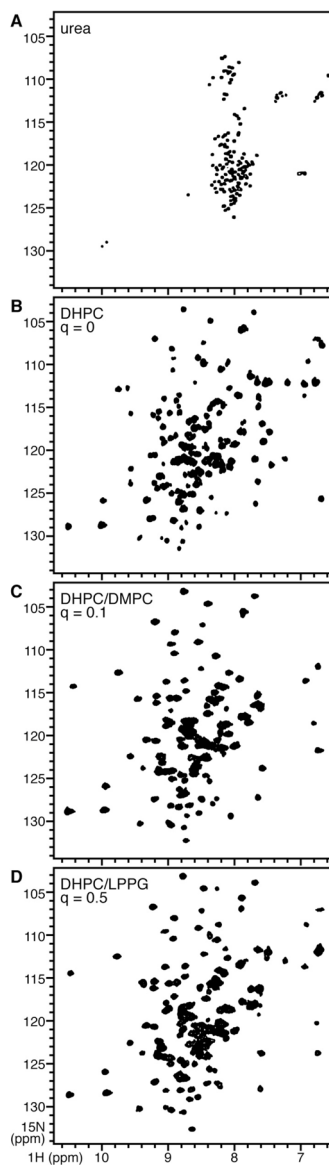 A
urea
105
110
115
120
125
130
B
DHPC
q = 0
105
110
115
120
125
130
C
DHPC/DMPC
q = 0.1
105
110
115
120
125
130
D
DHPC/LPPG
q = 0.5
105
110
115
120
125
130
15N
(ppm)
1H (ppm) 10 9 8 7